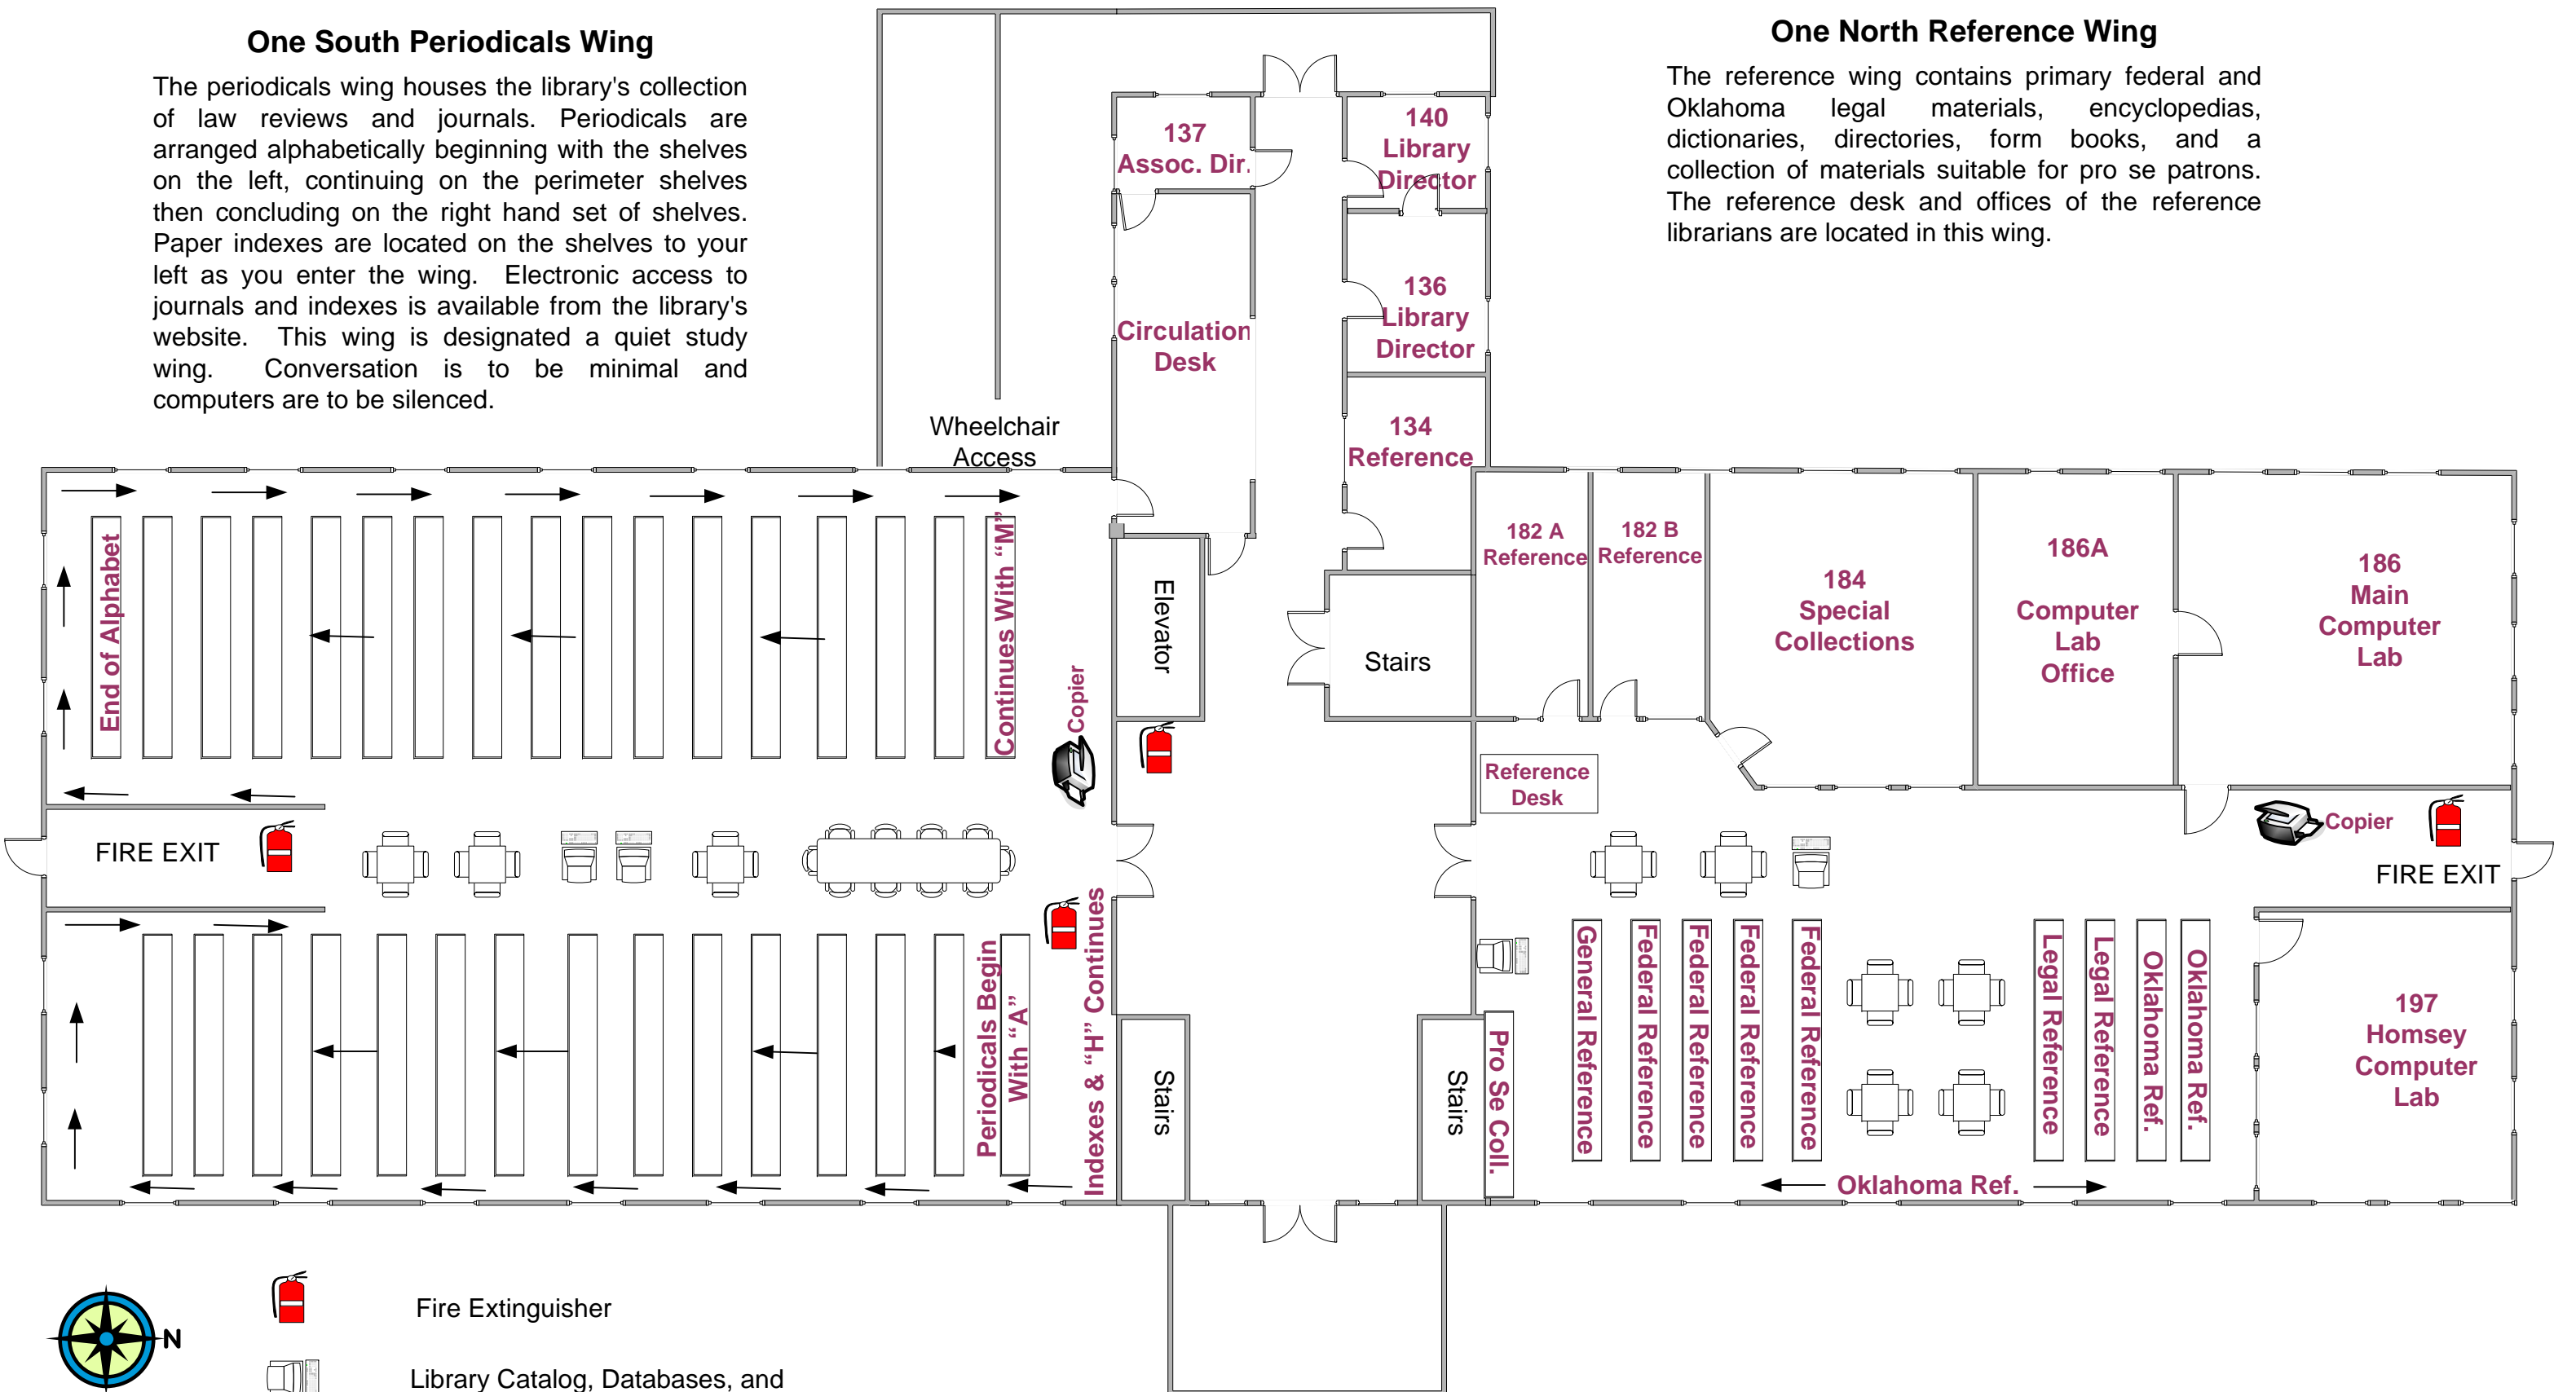 One South Periodicals Wing
The periodicals wing houses the library's collection
of law reviews and journals. Periodicals are
arranged alphabetically beginning with the shelves
on the left, continuing on the perimeter shelves
then concluding on the right hand set of shelves.
Paper indexes are located on the shelves to your
left as you enter the wing. Electronic access to
journals and indexes is available from the library's
website. This wing is designated a quiet study
wing. Conversation is to be minimal and
computers are to be silenced.
One North Reference Wing
The reference wing contains primary federal and
Oklahoma legal materials, encyclopedias,
dictionaries, directories, form books, and a
collection of materials suitable for pro se patrons.
The reference desk and offices of the reference
librarians are located in this wing.
137
Assoc. Dir.
140
Library
Director
136
Library
Director
Circulation
Desk
134
Reference
Wheelchair
Access
End of Alphabet
Continues With “M”
Copier
Elevator
Stairs
182 A
Reference
182 B
Reference
184
Special
Collections
186A
Computer
Lab
Office
186
Main
Computer
Lab
Reference
Desk
Copier
FIRE EXIT
FIRE EXIT
Periodicals Begin
With “A”
Indexes & “H” Continues
Stairs
Stairs
Pro Se Coll.
General Reference
Federal Reference
Federal Reference
Federal Reference
Federal Reference
Legal Reference
Legal Reference
Oklahoma Ref.
Oklahoma Ref.
197
Homsey
Computer
Lab
Oklahoma Ref.
N
Fire Extinguisher
Library Catalog, Databases, and